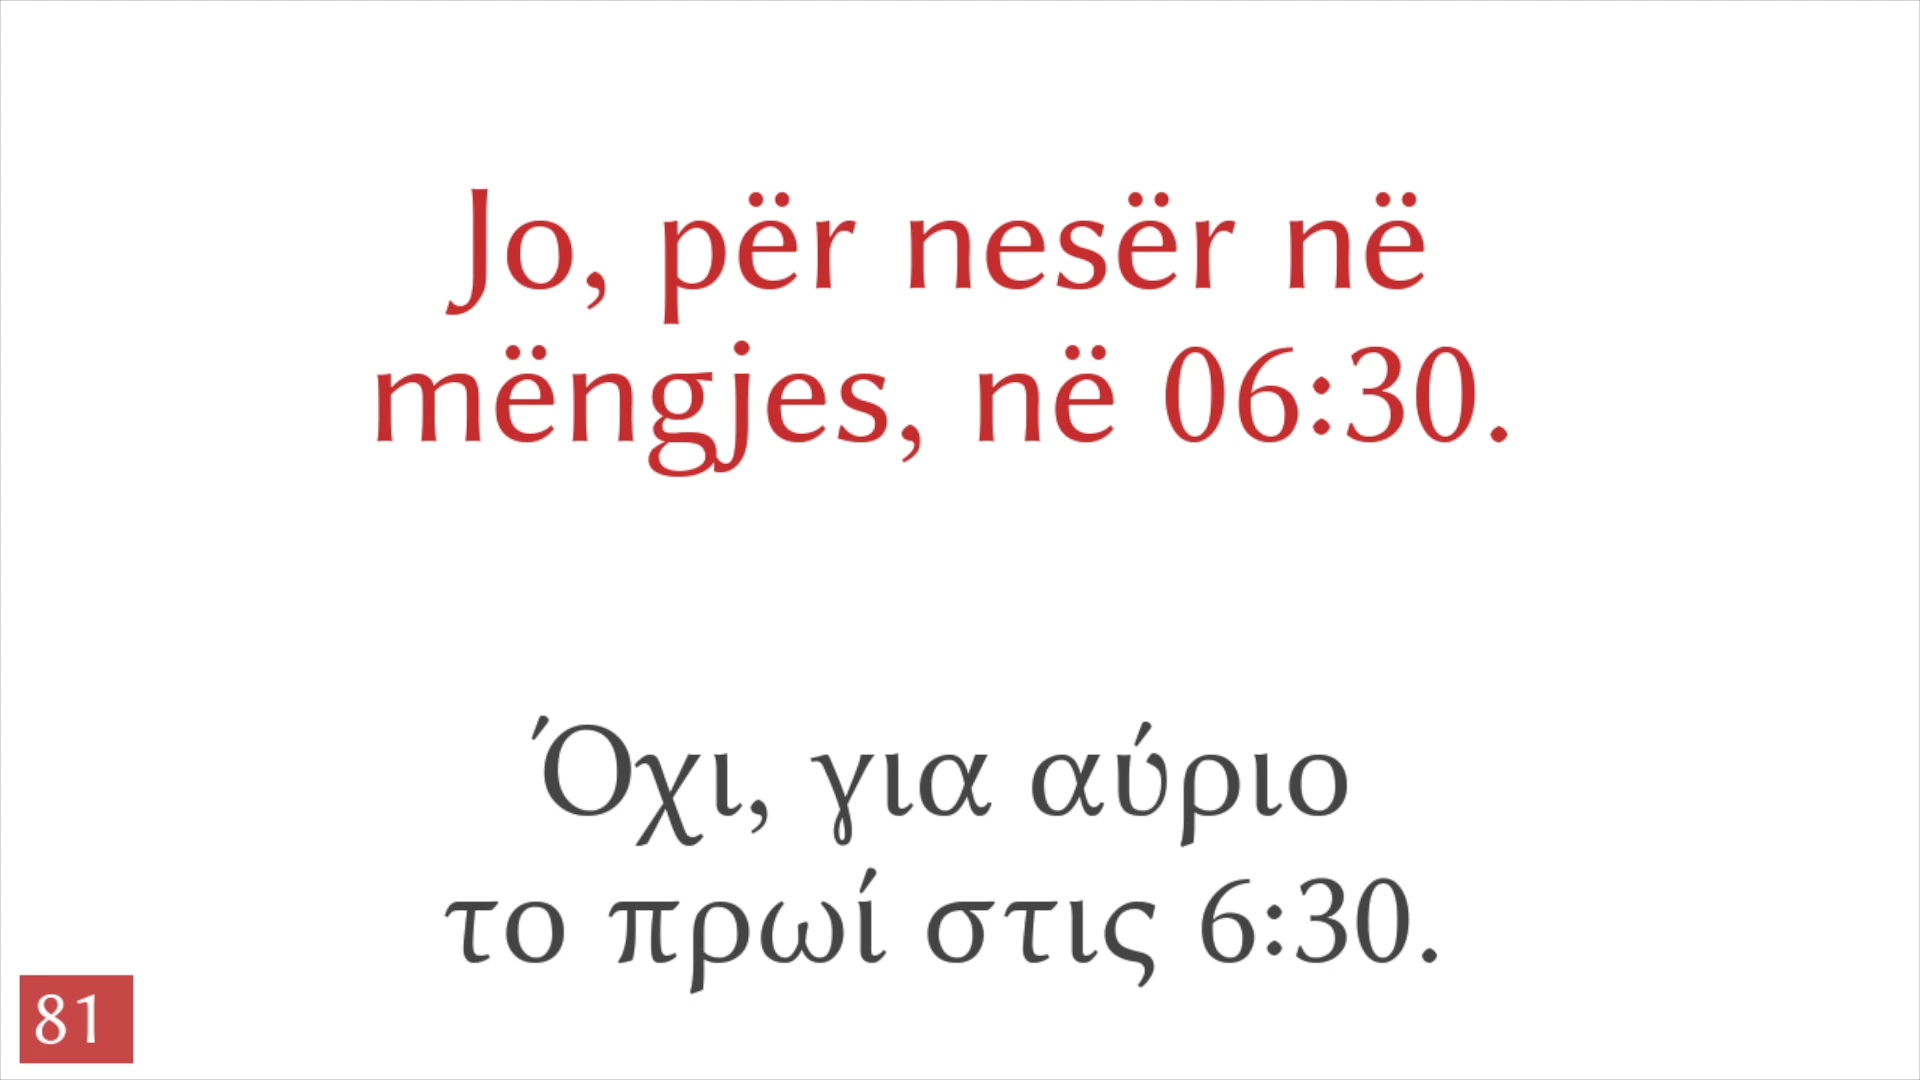 Jo, për nesër në
mëngjes, në 06:30.
Όχι, για αύριο
το πρωί στις 6:30.
81